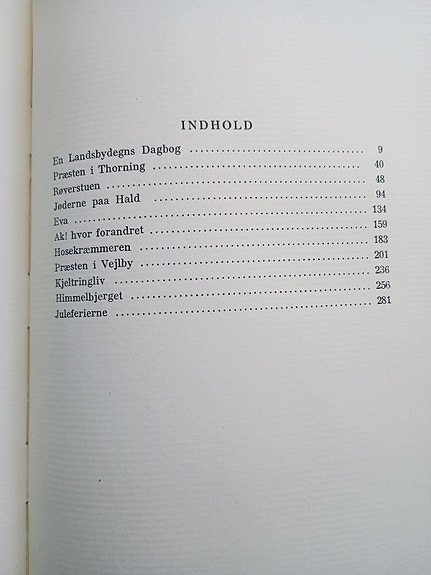 INDHOLD
En Landsbydegns Dagbog 9
Præsten i Thorning 40
Røverstuen 48
Jøderne paa Hald 94
Eva 134
Ak! hvor forandret 159
Hosekræmmeren 183
Præsten i Vejlby 201
Kjeltringliv 236
Himmelbjerget 256
Juleferierne 281